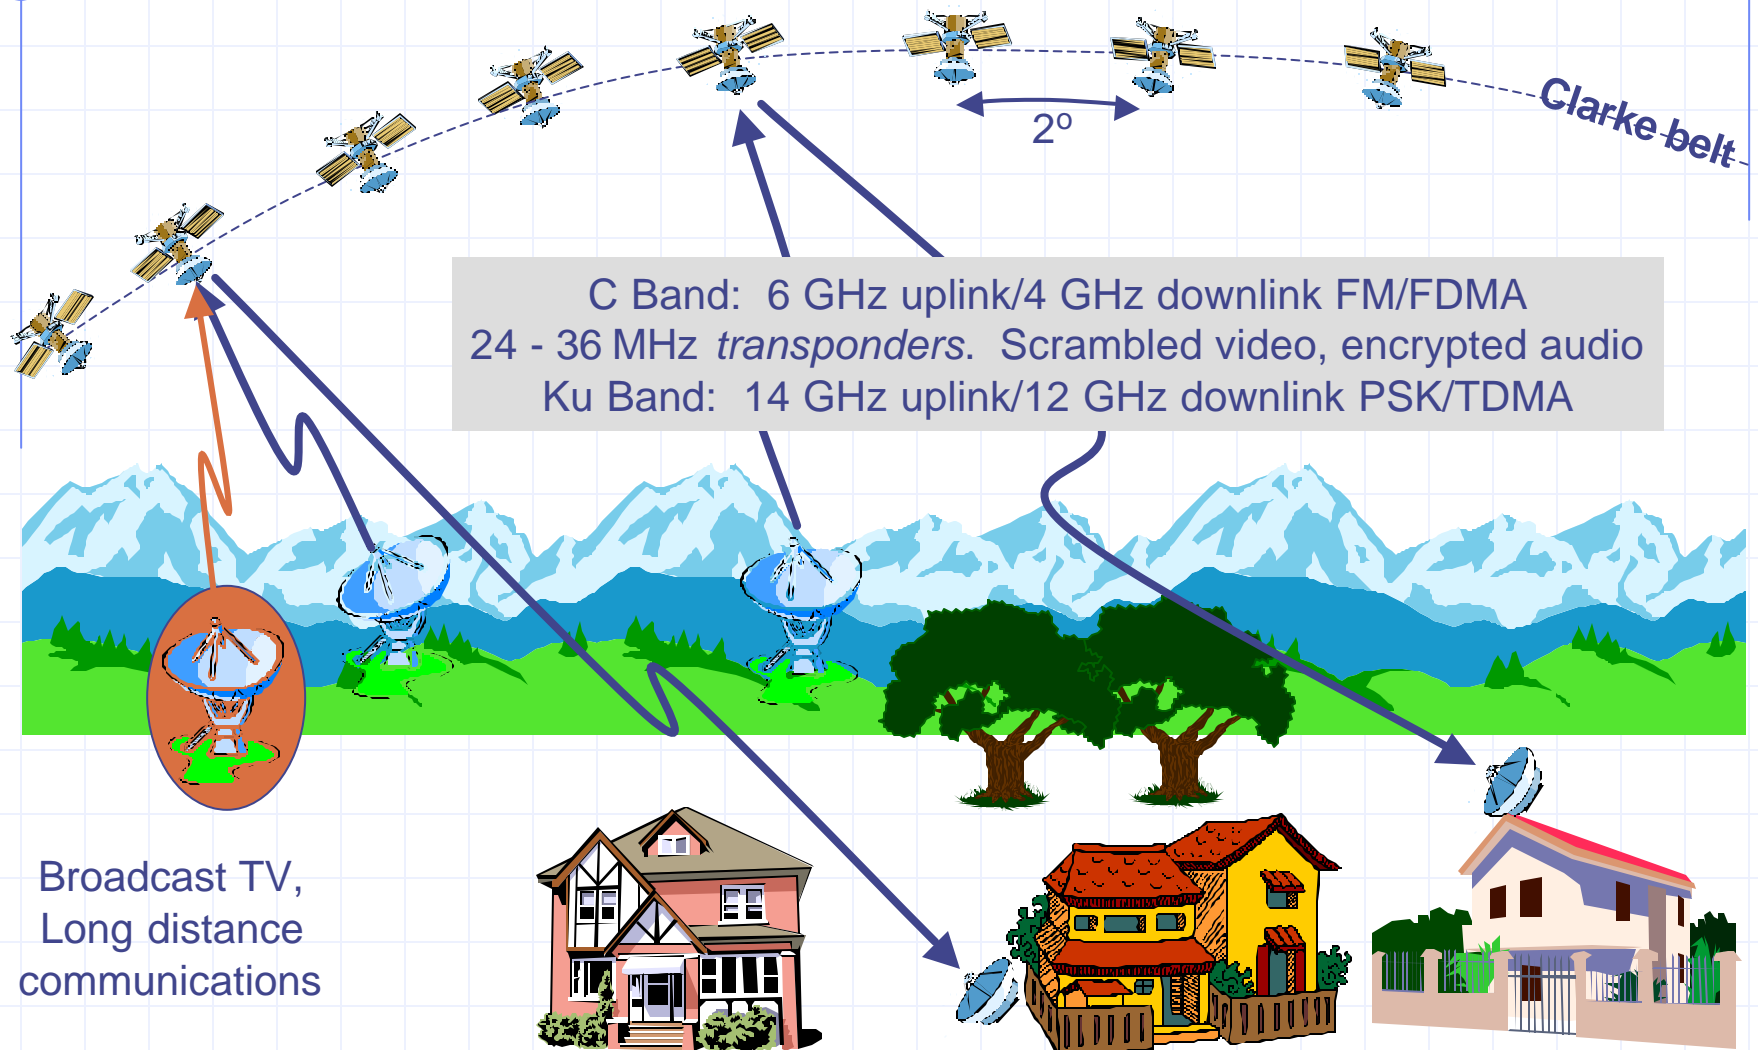 Clarke belt
2º
C Band:  6 GHz uplink/4 GHz downlink FM/FDMA
24 - 36 MHz transponders.  Scrambled video, encrypted audio
Ku Band:  14 GHz uplink/12 GHz downlink PSK/TDMA
Broadcast TV,
Long distance
communications